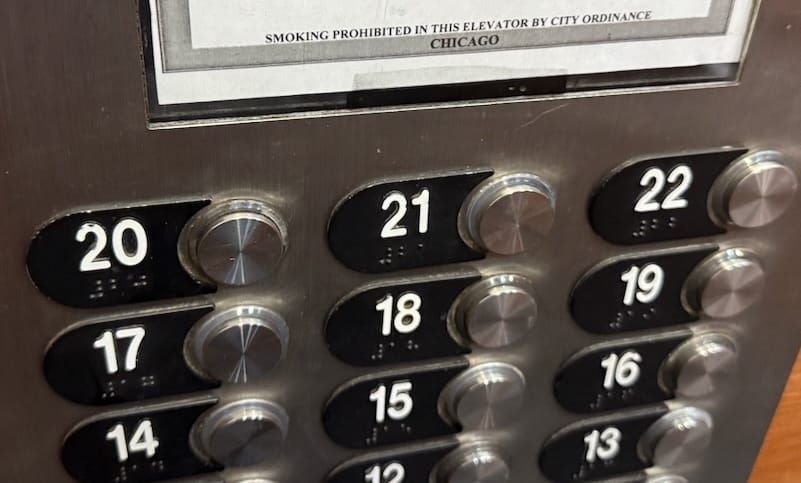 SMOKING PROHIBITED IN THIS ELEVATOR BY CITY ORDINANCE
CHICAGO
20 21 22
17 18 19
14 15 16
12 13